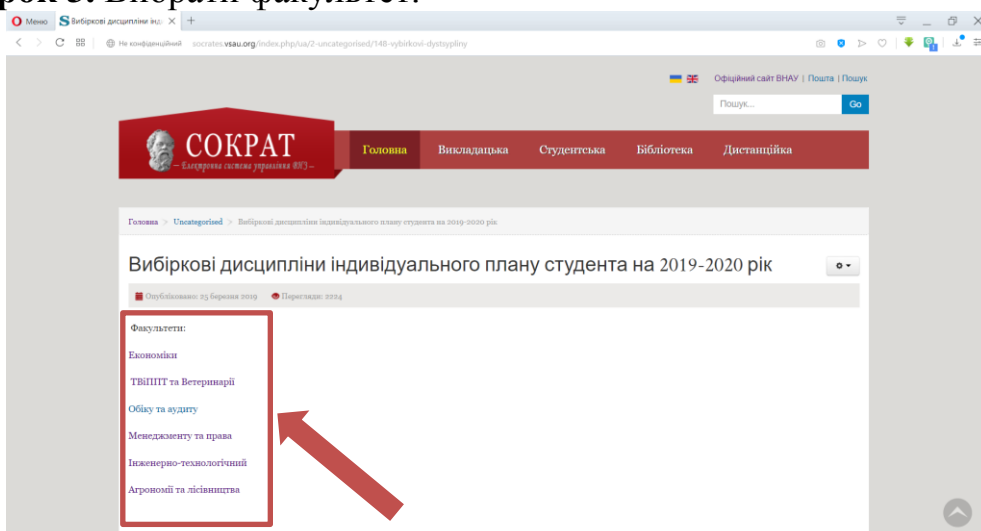 рок 3. Вибрати факультет.
Меню
Вибіркові дисципліни інд
Не конфіденційний socrates.vsau.org/index.php/ua/2-uncategorised/148-vybirkovi-dystsypliny
Офіційний сайт ВНАУ | Пошта | Пошук
Пошук...
Go
СОКРАТ
– Електронна система управління ВНЗ –
Головна
Викладацька
Студентська
Бібліотека
Дистанційка
Головна > Uncategorised > Вибіркові дисципліни індивідуального плану студента на 2019-2020 рік
Вибіркові дисципліни індивідуального плану студента на 2019-2020 рік
Опубліковано: 25 березня 2019 Перегляди: 2024
Факультети:
Економіки
ТВіППТ та Ветеринарії
Обіку та аудиту
Менеджменту та права
Інженерно-технологічний
Агрономії та лісівництва